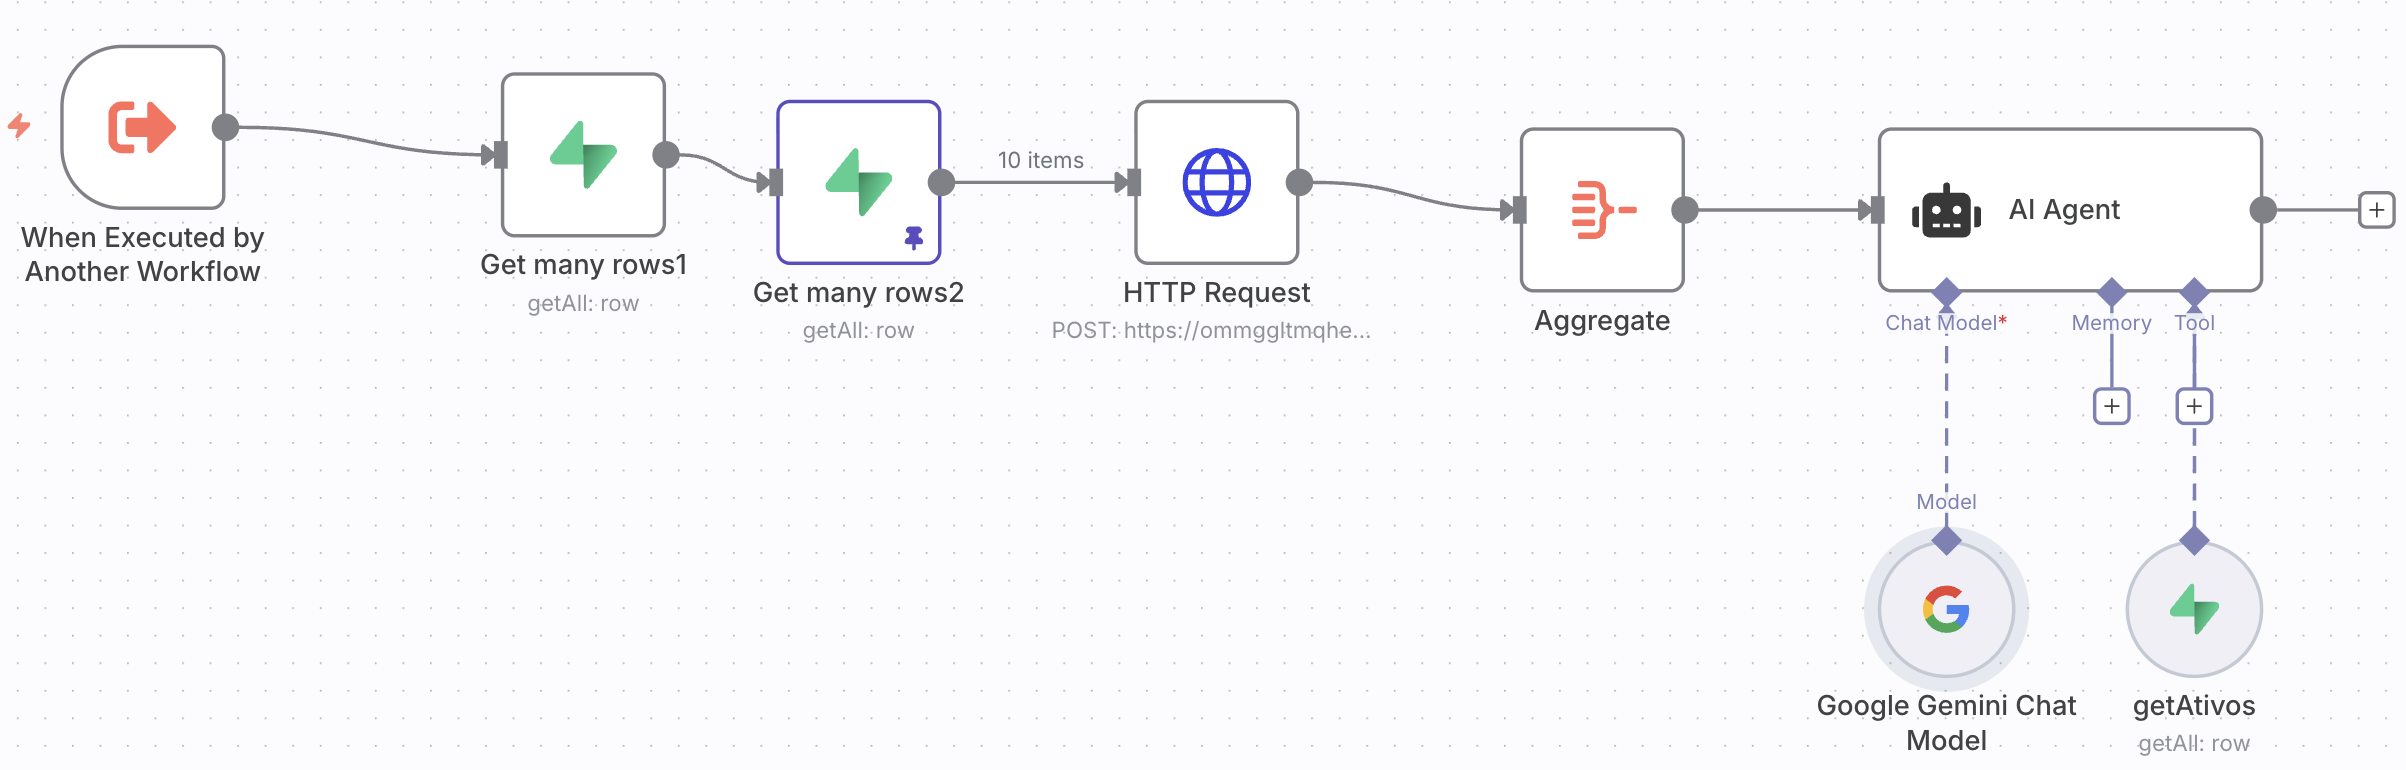 When Executed by
Another Workflow
Get many rows1
getAll: row
Get many rows2
getAll: row
10 items
HTTP Request
POST: https://ommggltmqhe...
Aggregate
AI Agent
Chat Model*
Memory
Tool
Model
Google Gemini Chat
Model
getAtivos
getAll: row